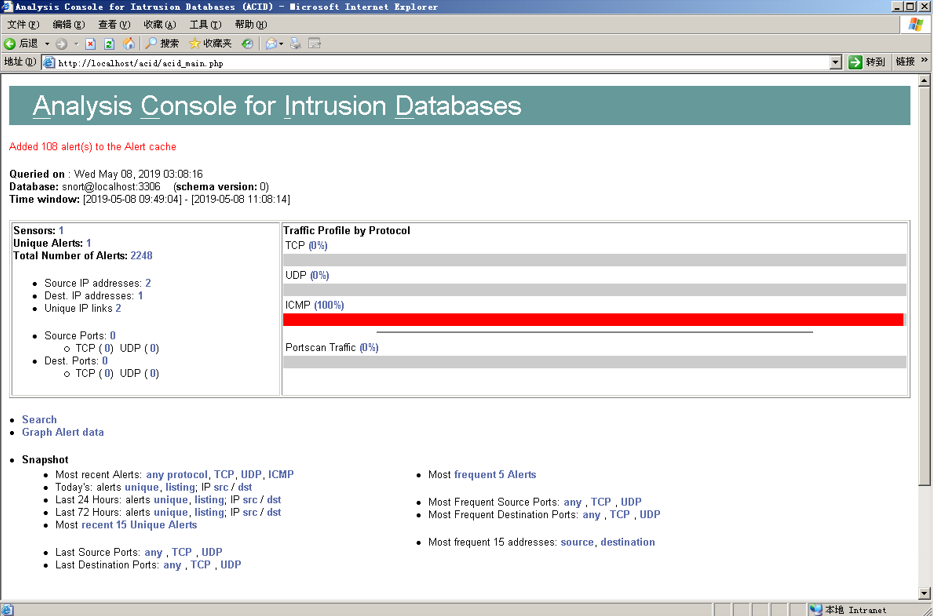 Analysis Console for Intrusion Databases (ACID) - Microsoft Internet Explorer
文件(F) 编辑(E) 查看(V) 收藏(A) 工具(T) 帮助(H)
后退 搜索 收藏夹
地址(D) http://localhost/acid/acid_main.php 转到 链接 »
Analysis Console for Intrusion Databases
Added 108 alert(s) to the Alert cache
Queried on : Wed May 08, 2019 03:08:16
Database: snort@localhost:3306 (schema version: 0)
Time window: [2019-05-08 09:49:04] - [2019-05-08 11:08:14]
Sensors: 1
Unique Alerts: 1
Total Number of Alerts: 2248
Source IP addresses: 2
Dest. IP addresses: 1
Unique IP links 2
Source Ports: 0
TCP ( 0) UDP ( 0)
Dest. Ports: 0
TCP ( 0) UDP ( 0)
Traffic Profile by Protocol
TCP (0%)
UDP (0%)
ICMP (100%)
Portscan Traffic (0%)
Search
Graph Alert data
Snapshot
Most recent Alerts: any protocol, TCP, UDP, ICMP
Today's: alerts unique, listing; IP src / dst
Last 24 Hours: alerts unique, listing; IP src / dst
Last 72 Hours: alerts unique, listing; IP src / dst
Most recent 15 Unique Alerts
Last Source Ports: any , TCP , UDP
Last Destination Ports: any , TCP , UDP
Most frequent 5 Alerts
Most Frequent Source Ports: any , TCP , UDP
Most Frequent Destination Ports: any , TCP , UDP
Most frequent 15 addresses: source, destination
本地 Intranet